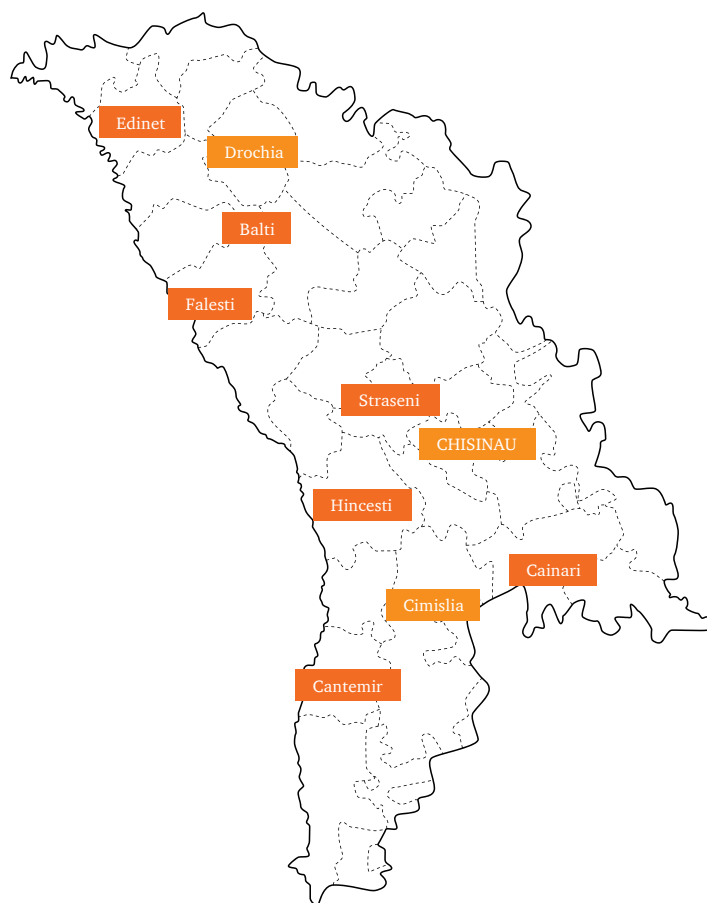 Edinet
Drochia
Balti
Falesti
Straseni
CHISINAU
Hincesti
Cainari
Cimislia
Cantemir